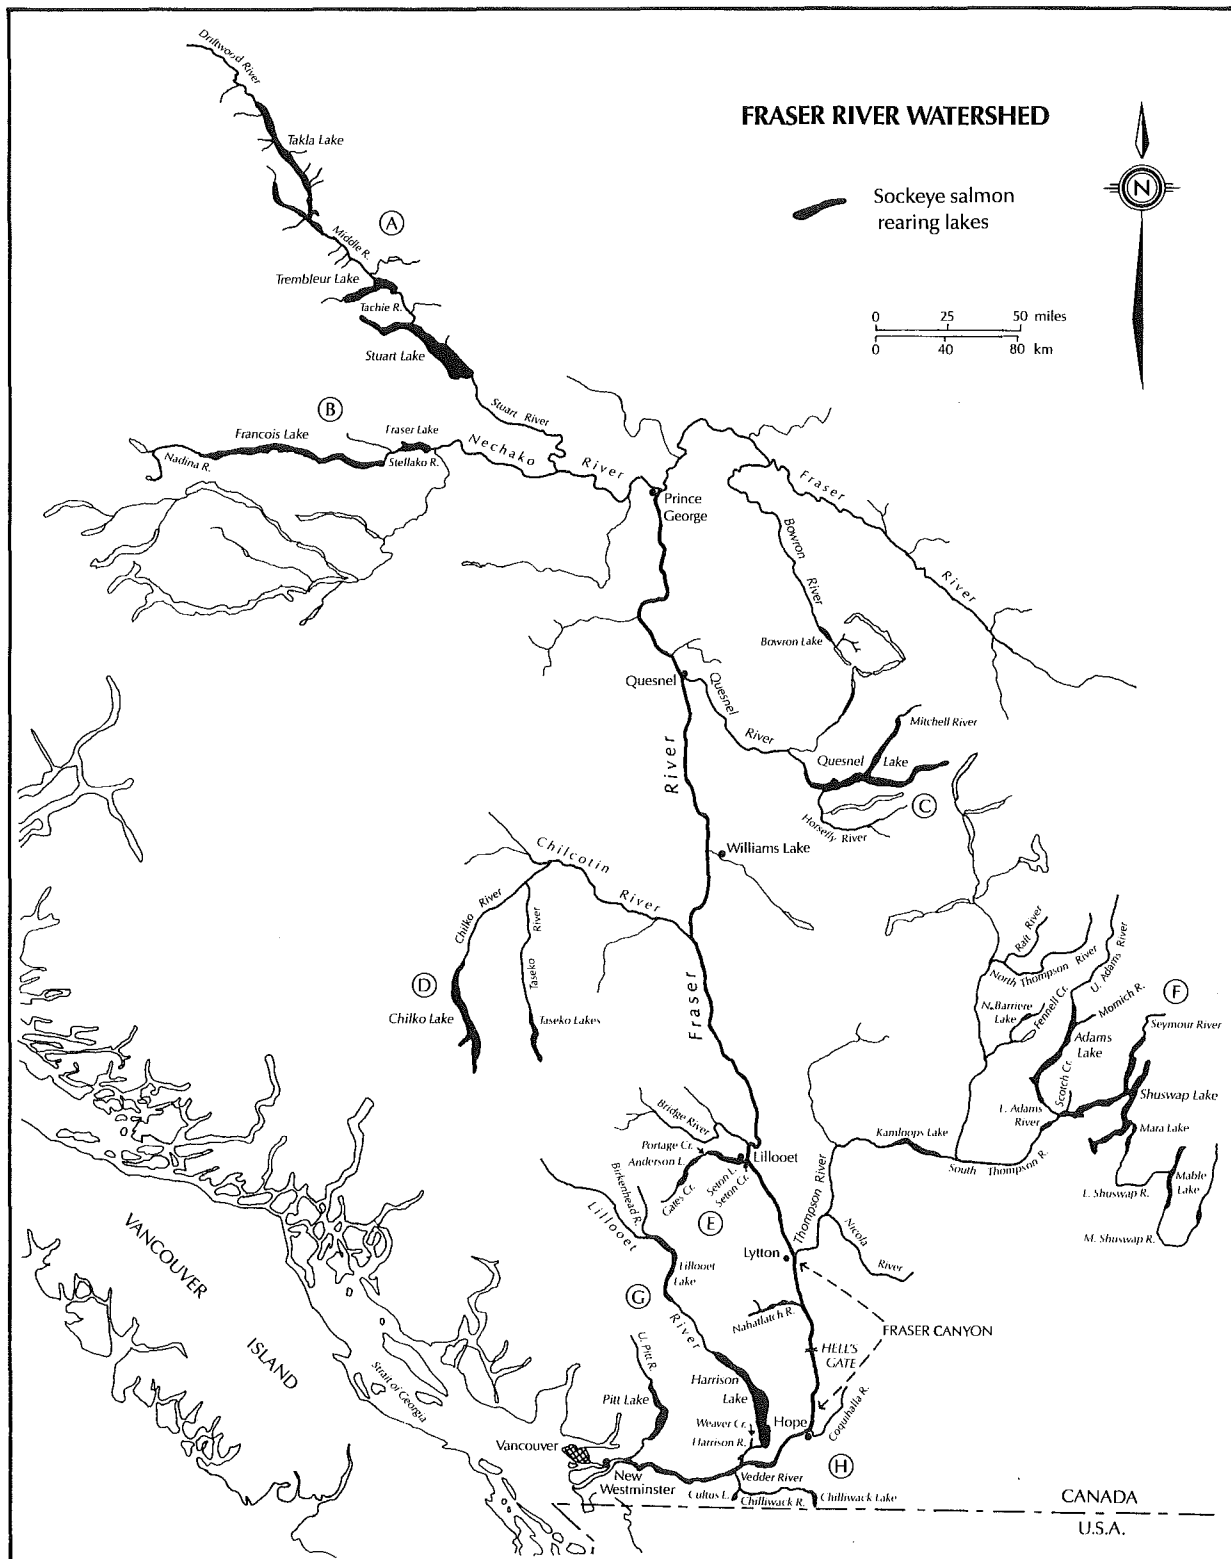 Driftwood River
FRASER RIVER WATERSHED
Takla Lake
N
Sockeye salmon
rearing lakes
A
Middle R.
Trembleur Lake
Tachie R.
0 25 50 miles
0 40 80 km
Stuart Lake
B
Stuart River
Francois Lake
Fraser Lake
Nechako River
Nadina R.
Stellako R.
Prince
George
Fraser River
Bowron River
Bowron Lake
Quesnel
Quesnel River
Mitchell River
Quesnel Lake
C
Horsefly River
River
Williams Lake
Chilcotin River
Chilko River
Taseko River
D
Chilko Lake
Taseko Lakes
Fraser
Raft River
North Thompson River
U. Adams River
N. Barriere
Lake
Fennell Cr.
Momich R.
F
Seymour River
Adams
Lake
Scotch Cr.
Shuswap Lake
L. Adams
River
Mara Lake
Kamloops Lake
South Thompson R.
Mable
Lake
L. Shuswap R.
M. Shuswap R.
Bridge River
Portage Cr.
Lillooet
Anderson L.
Seton L.
Seton Cr.
Gates Cr.
Birkenhead R.
Lillooet
E
Thompson River
Nicola
River
Lytton
Lillooet
Lake
G
River
Nahatlatch R.
FRASER CANYON
HELL'S
GATE
VANCOUVER
ISLAND
Strait of Georgia
U. Pitt R.
Pitt Lake
Harrison
Lake
Hope
Coquihalla R.
Weaver Cr.
Harrison R.
Vancouver
New
Westminster
H
Vedder River
Cultus L.
Chilliwack R.
Chilliwack Lake
CANADA
U.S.A.